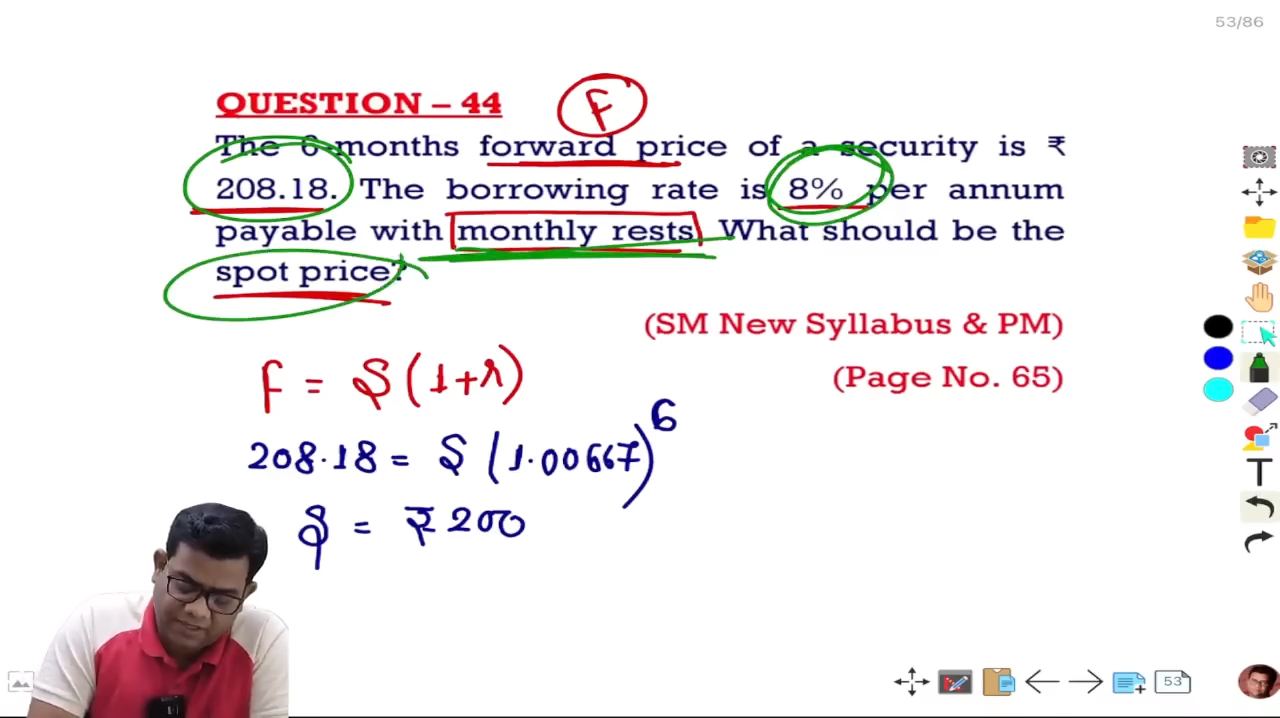 53/86
QUESTION – 44
F
The 6-months forward price of a security is ₹
208.18. The borrowing rate is 8% per annum
payable with monthly rests. What should be the
spot price?
(SM New Syllabus & PM)
(Page No. 65)
F = S (1+r)
208.18 = S (1.00667)^6
S = ₹200
T
53